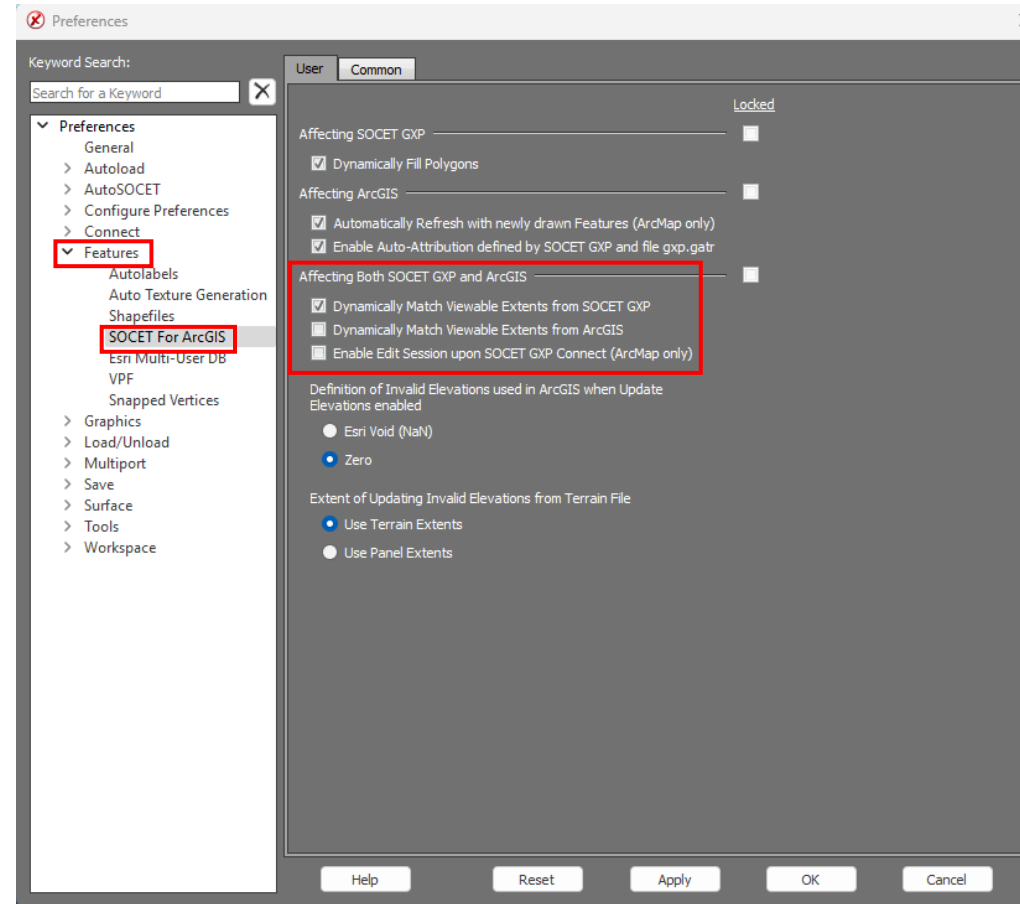 Preferences
Keyword Search:
Search for a Keyword
Preferences
General
Autoload
AutoSOCET
Configure Preferences
Connect
Features
Autolabels
Auto Texture Generation
Shapefiles
SOCET For ArcGIS
Esri Multi-User DB
VPF
Snapped Vertices
Graphics
Load/Unload
Multiport
Save
Surface
Tools
Workspace
User Common
Locked
Affecting SOCET GXP
Dynamically Fill Polygons
Affecting ArcGIS
Automatically Refresh with newly drawn Features (ArcMap only)
Enable Auto-Attribution defined by SOCET GXP and file gxp.gatr
Affecting Both SOCET GXP and ArcGIS
Dynamically Match Viewable Extents from SOCET GXP
Dynamically Match Viewable Extents from ArcGIS
Enable Edit Session upon SOCET GXP Connect (ArcMap only)
Definition of Invalid Elevations used in ArcGIS when Update
Elevations enabled
Esri Void (NaN)
Zero
Extent of Updating Invalid Elevations from Terrain File
Use Terrain Extents
Use Panel Extents
Help Reset Apply OK Cancel